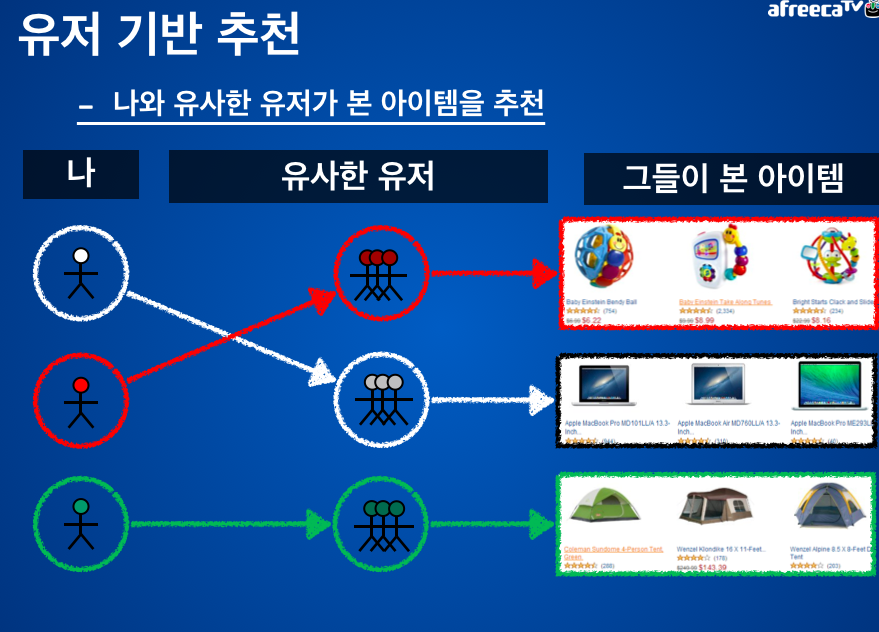 afreecaTV
유저 기반 추천
– 나와 유사한 유저가 본 아이템을 추천
나
유사한 유저
그들이 본 아이템
Baby Einstein Bendy Ball
(754)
$6.22
Baby Einstein Take Along Tunes
(2,334)
$8.99
Bright Starts Clack and Slide
(234)
$8.16
Apple MacBook Pro MD101LL/A 13.3-
Inch...
Apple MacBook Air MD760LL/A 13.3-
Inch...
Apple MacBook Pro ME293L
Inch...
Coleman Sundome 4-Person Tent,
Green,
(288)
Wenzel Klondike 16 X 11-Feet...
(178)
$249.99 $143.39
Wenzel Alpine 8.5 X 8-Feet D
Tent
(263)